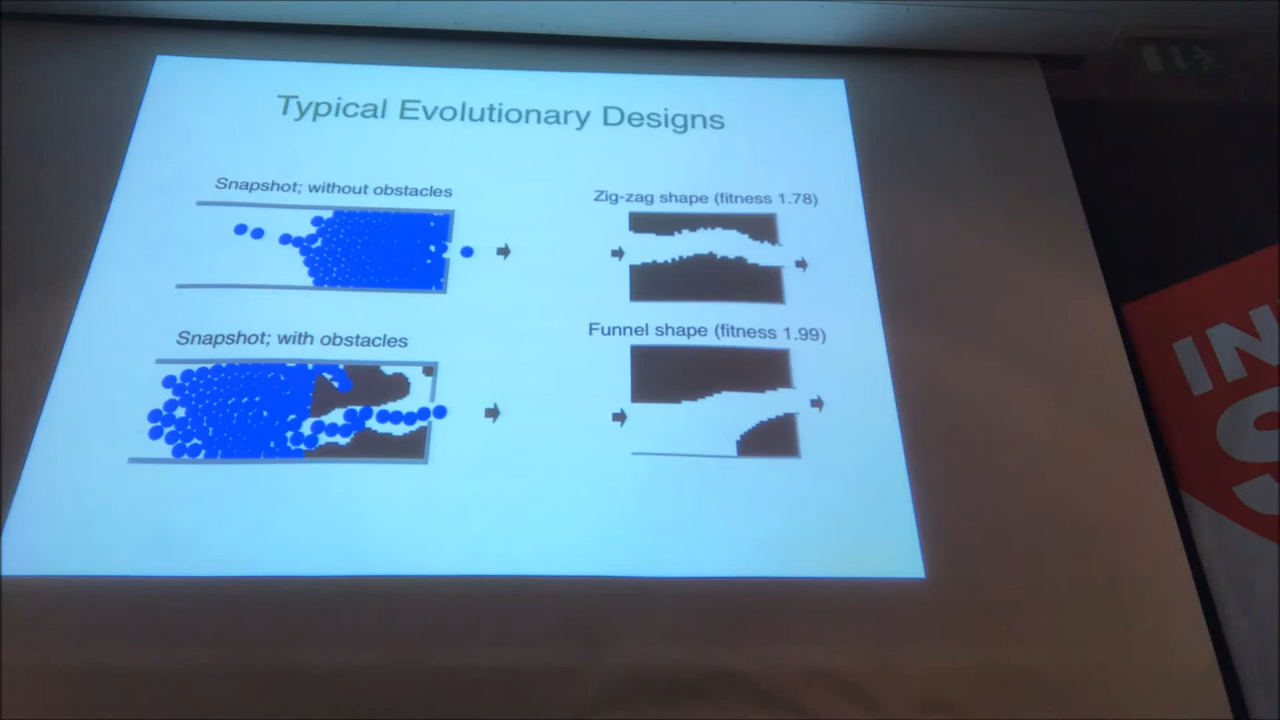 Typical Evolutionary Designs
Snapshot; without obstacles
Zig-zag shape (fitness 1.78)
Snapshot; with obstacles
Funnel shape (fitness 1.99)
IN
S